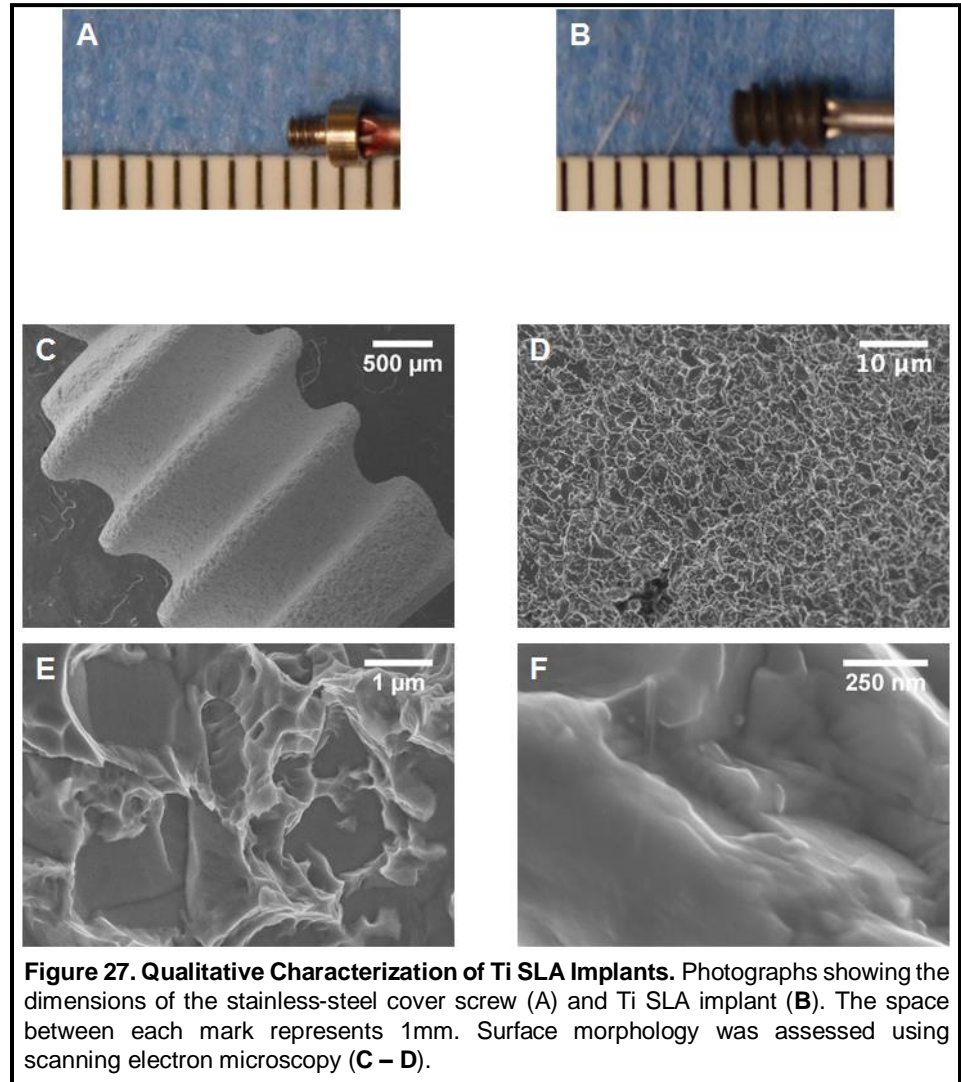 A
B
C
500 µm
D
10 µm
E
1 µm
F
250 nm
Figure 27. Qualitative Characterization of Ti SLA Implants. Photographs showing the
dimensions of the stainless-steel cover screw (A) and Ti SLA implant (B). The space
between each mark represents 1mm. Surface morphology was assessed using
scanning electron microscopy (C – D).